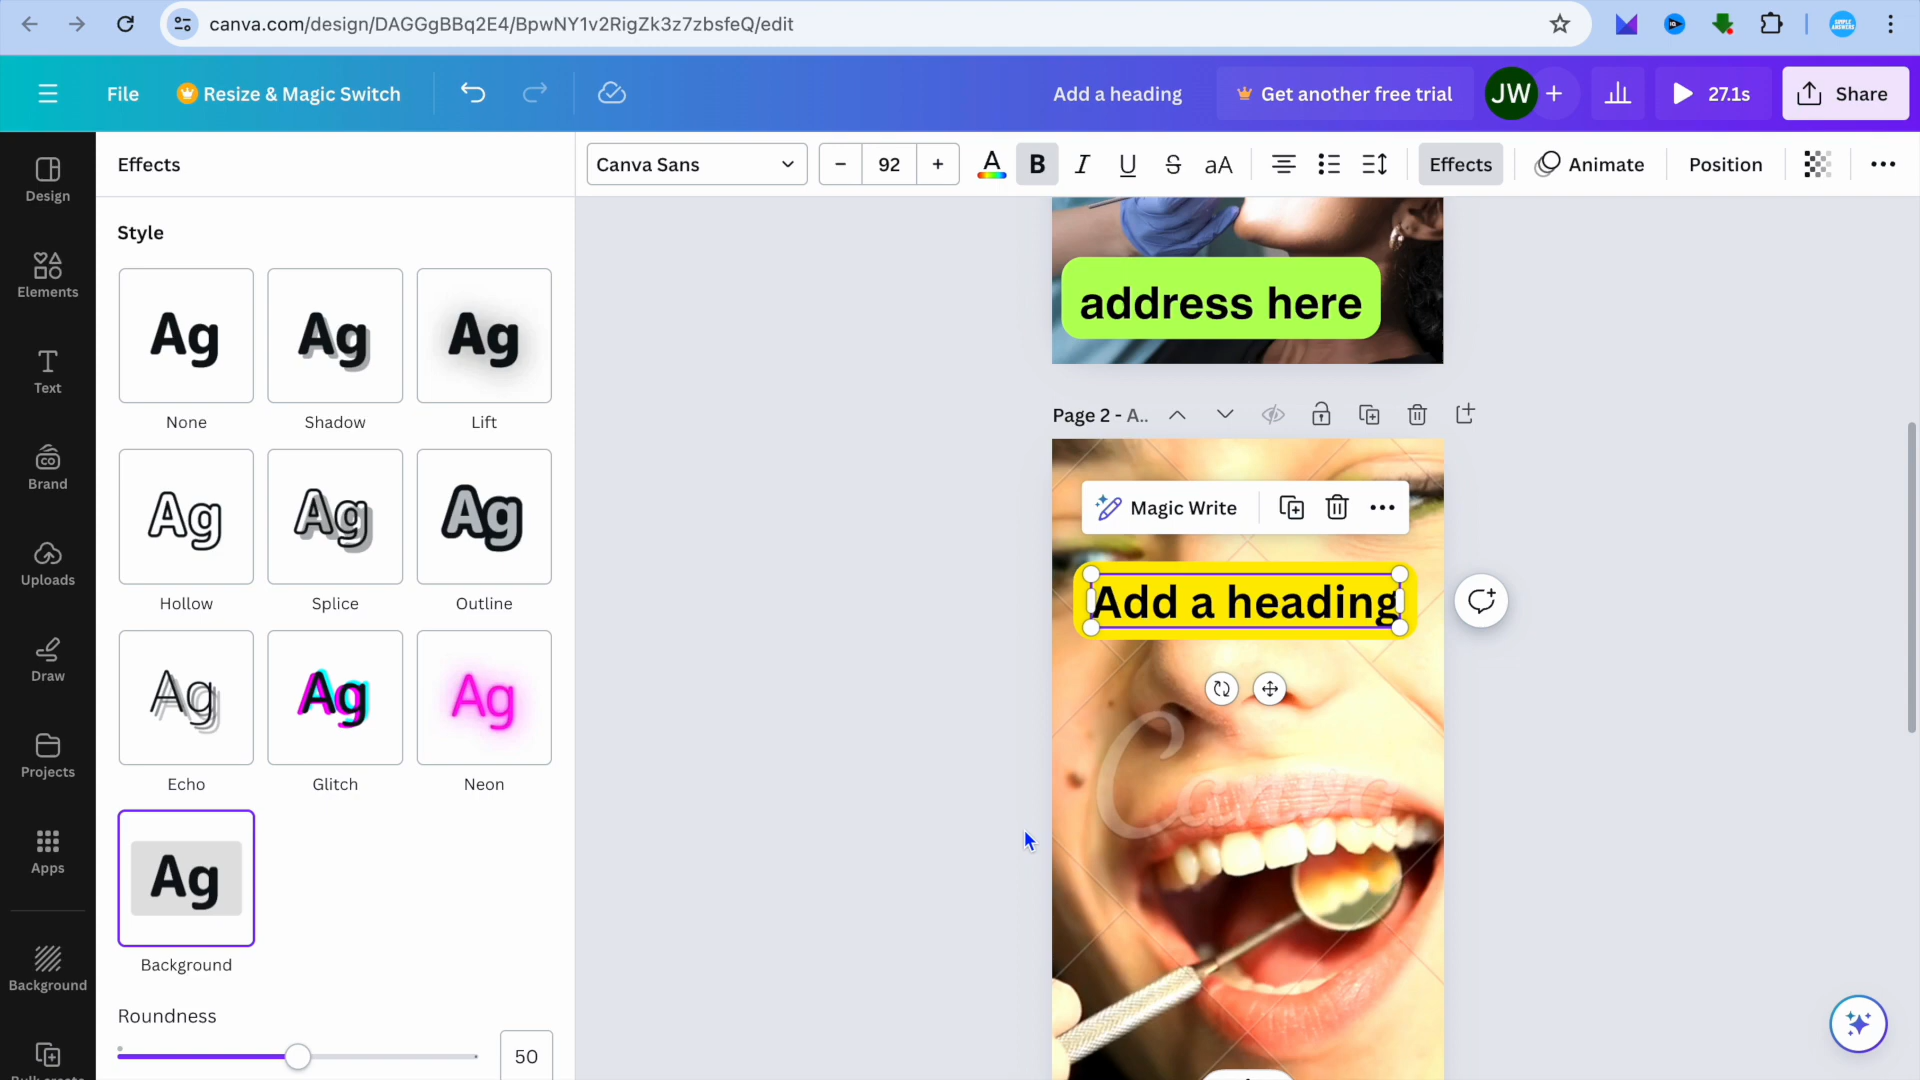 canva.com/design/DAGGgBBq2E4/BpwNY1v2RigZk3z7zbsfeQ/edit
File
Resize & Magic Switch
Add a heading
Get another free trial
JW
27.1s
Share
Effects
Canva Sans
92
B
I
U
S
aA
Effects
Animate
Position
Design
Elements
Text
Brand
Uploads
Draw
Projects
Apps
Background
Style
Ag
Ag
Ag
None
Shadow
Lift
Ag
Ag
Ag
Hollow
Splice
Outline
Ag
Ag
Ag
Echo
Glitch
Neon
Ag
Background
Roundness
50
address here
Page 2 - A..
Magic Write
Add a heading
Canva